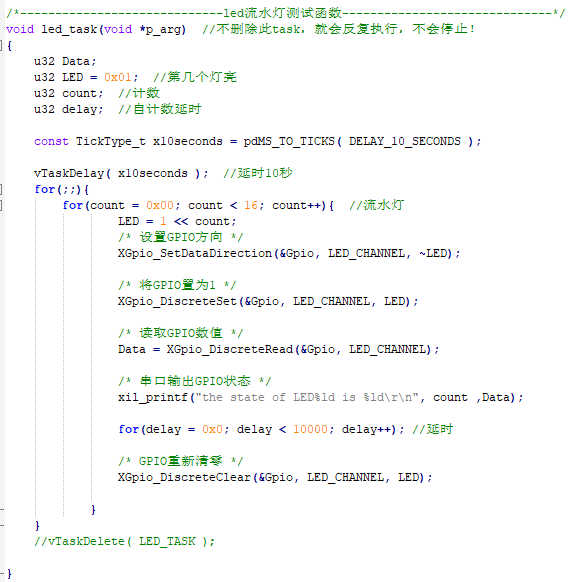 /*-----------------------------led流水灯测试函数------------------------------*/
void led_task(void *p_arg)  //不删除此task，就会反复执行，不会停止！
{
    u32 Data;
    u32 LED = 0x01;  //第几个灯亮
    u32 count;  //计数
    u32 delay;  //自计数延时
    const TickType_t x10seconds = pdMS_TO_TICKS( DELAY_10_SECONDS );
    vTaskDelay( x10seconds );  //延时10秒
    for(;;){
        for(count = 0x00; count < 16; count++){  //流水灯
                LED = 1 << count;
                /* 设置GPIO方向 */
                XGpio_SetDataDirection(&Gpio, LED_CHANNEL, ~LED);
                /* 将GPIO置为1 */
                XGpio_DiscreteSet(&Gpio, LED_CHANNEL, LED);
                /* 读取GPIO数值 */
                Data = XGpio_DiscreteRead(&Gpio, LED_CHANNEL);
                /* 串口输出GPIO状态 */
                xil_printf("the state of LED%ld is %ld\r\n", count ,Data);
                for(delay = 0x0; delay < 10000; delay++); //延时
                /* GPIO重新清零 */
                XGpio_DiscreteClear(&Gpio, LED_CHANNEL, LED);
            }
    }
    //vTaskDelete( LED_TASK );
}